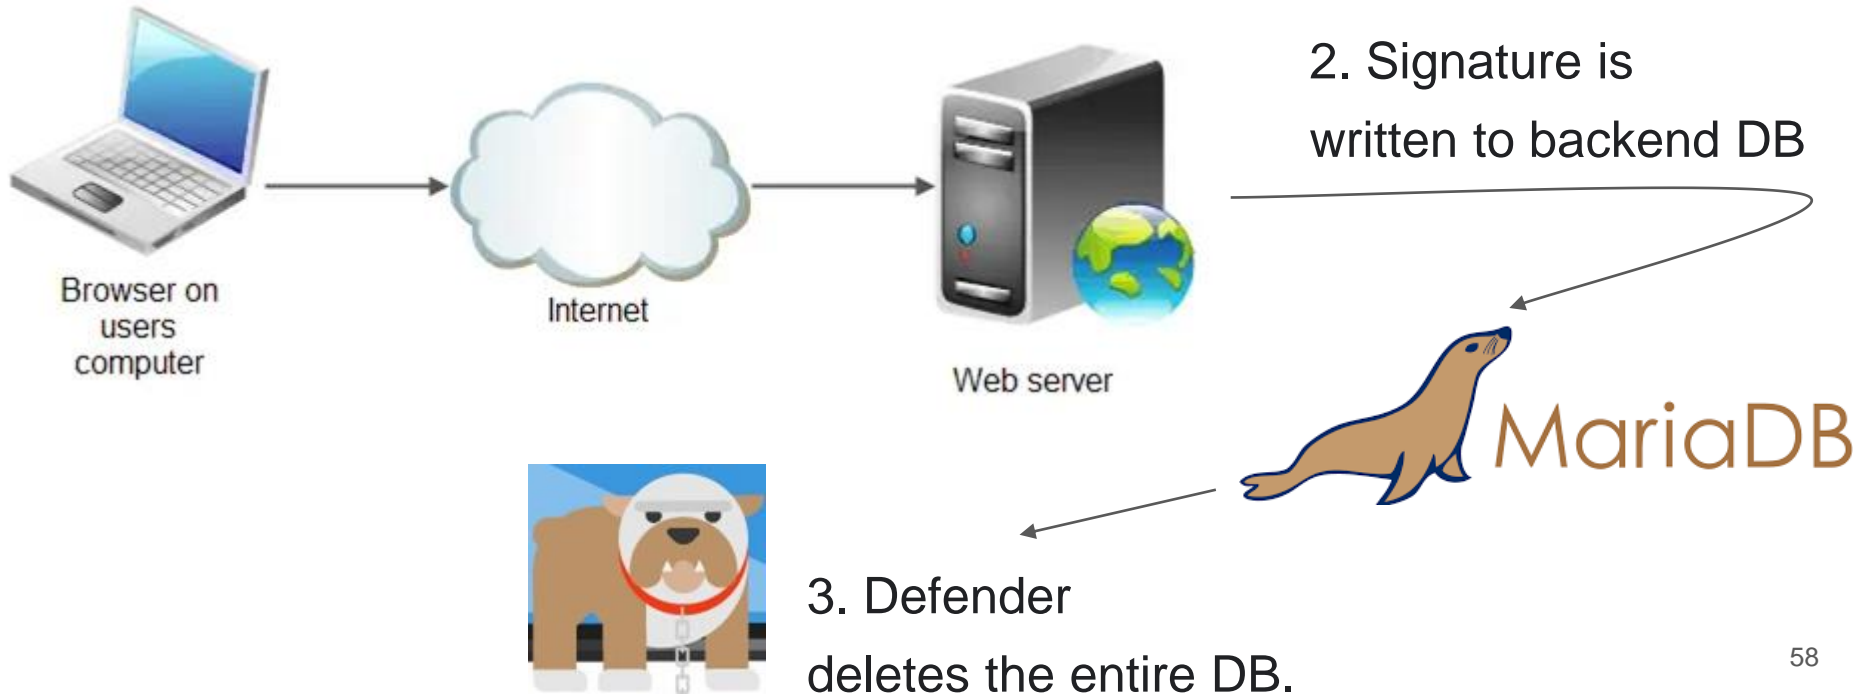 2. Signature is
written to backend DB
Browser on
users
computer
Internet
Web server
MariaDB
3. Defender
deletes the entire DB.
58